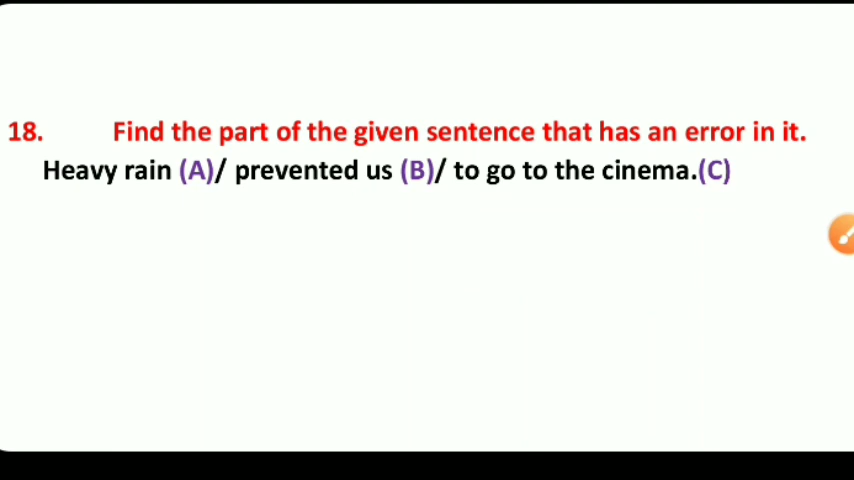 18. Find the part of the given sentence that has an error in it.
Heavy rain (A)/ prevented us (B)/ to go to the cinema.(C)